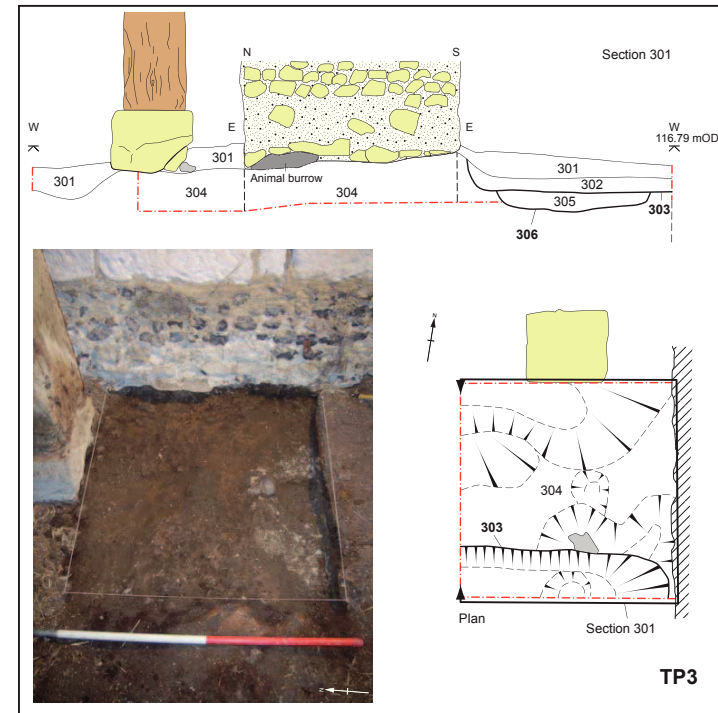 N
S
Section 301
W
E
E
W
116.79 mOD
301
301
Animal burrow
304
304
301
302
305
303
306
N
304
303
Plan
Section 301
N
TP3